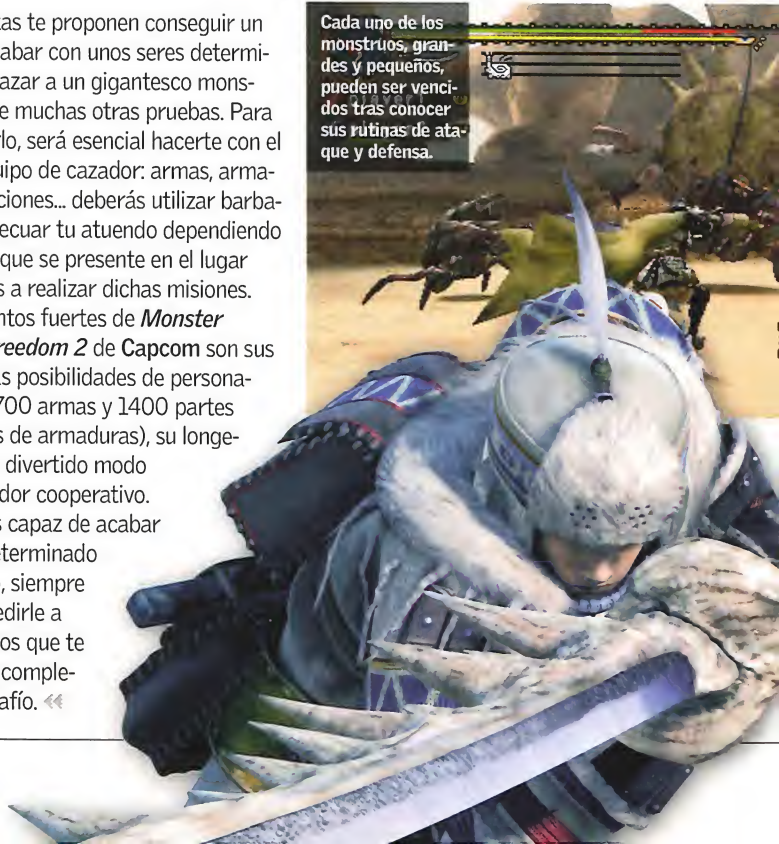 as te proponen conseguir un
abar con unos seres determi-
azar a un gigantesco mons-
e muchas otras pruebas. Para
rlo, será esencial hacerte con el
uipo de cazador: armas, arma-
ciones... deberás utilizar barba-
ecuar tu atuendo dependiendo
que se presente en el lugar
s a realizar dichas misiones.
ntos fuertes de Monster
reedom 2 de Capcom son sus
as posibilidades de persona-
700 armas y 1400 partes
s de armaduras), su longe-
divertido modo
dor cooperativo.
s capaz de acabar
eterminado
, siempre
edirle a
os que te
comple-
afío. «
Cada uno de los
monstruos, gran-
des y pequeños,
pueden ser venci-
dos tras conocer
sus rutinas de ata-
que y defensa.